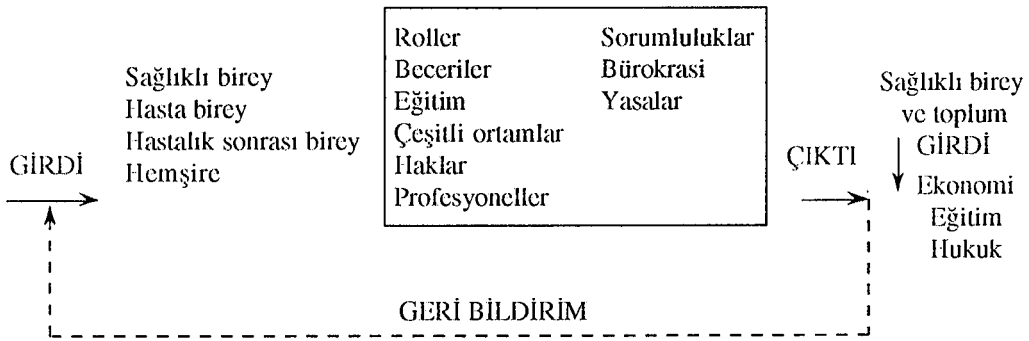 GİRDİ
Sağlıklı birey
Hasta birey
Hastalık sonrası birey
Hemşire
Roller
Beceriler
Eğitim
Çeşitli ortamlar
Haklar
Profesyoneller
Sorumluluklar
Bürokrasi
Yasalar
ÇIKTI
Sağlıklı birey
ve toplum
GİRDİ
Ekonomi
Eğitim
Hukuk
GERİ BİLDİRİM